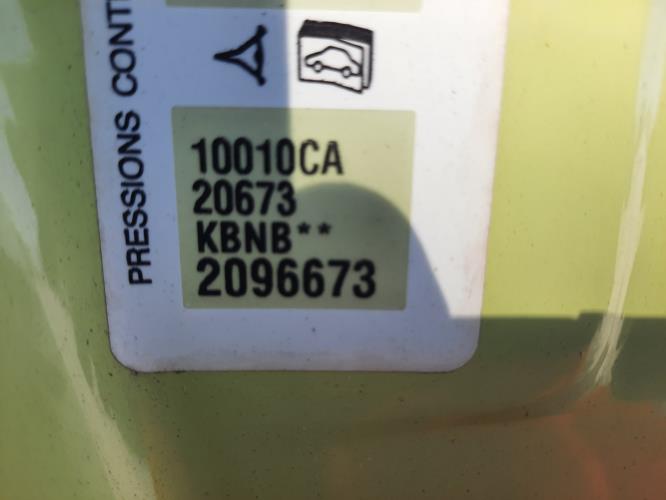 PRESSIONS CONT
10010CA
20673
KBNB**
2096673